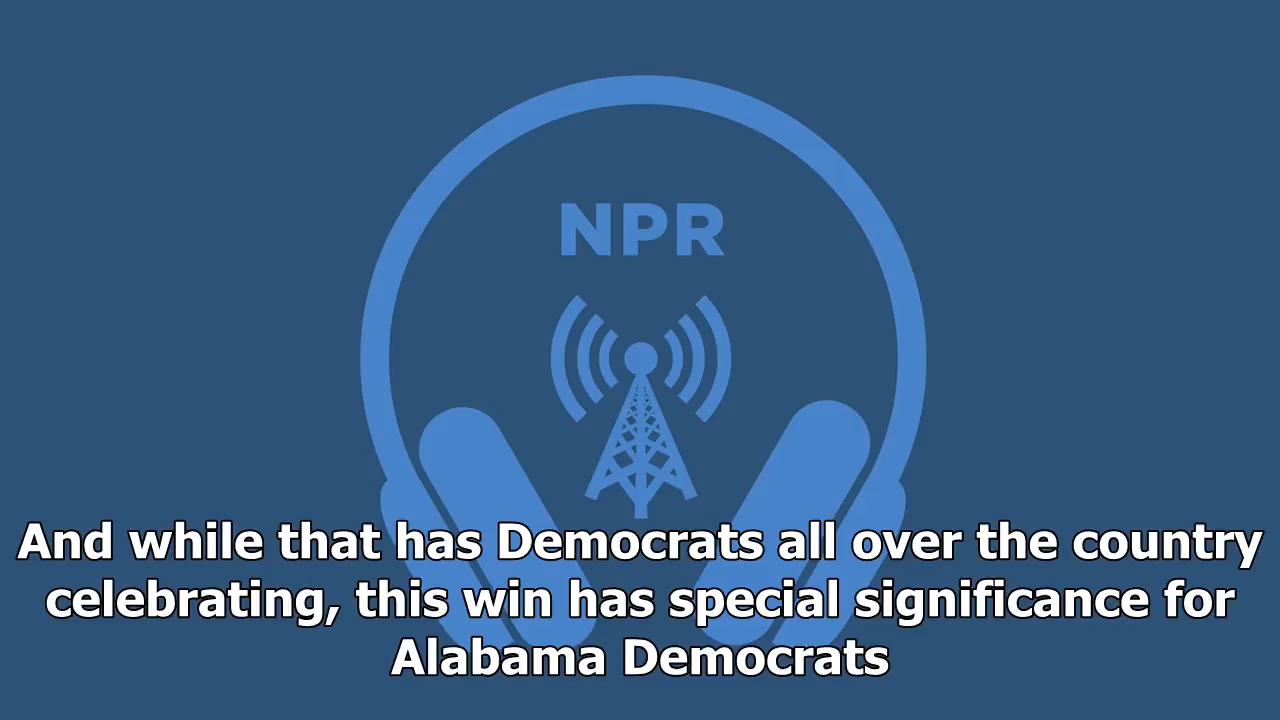 NPR
And while that has Democrats all over the country
celebrating, this win has special significance for
Alabama Democrats